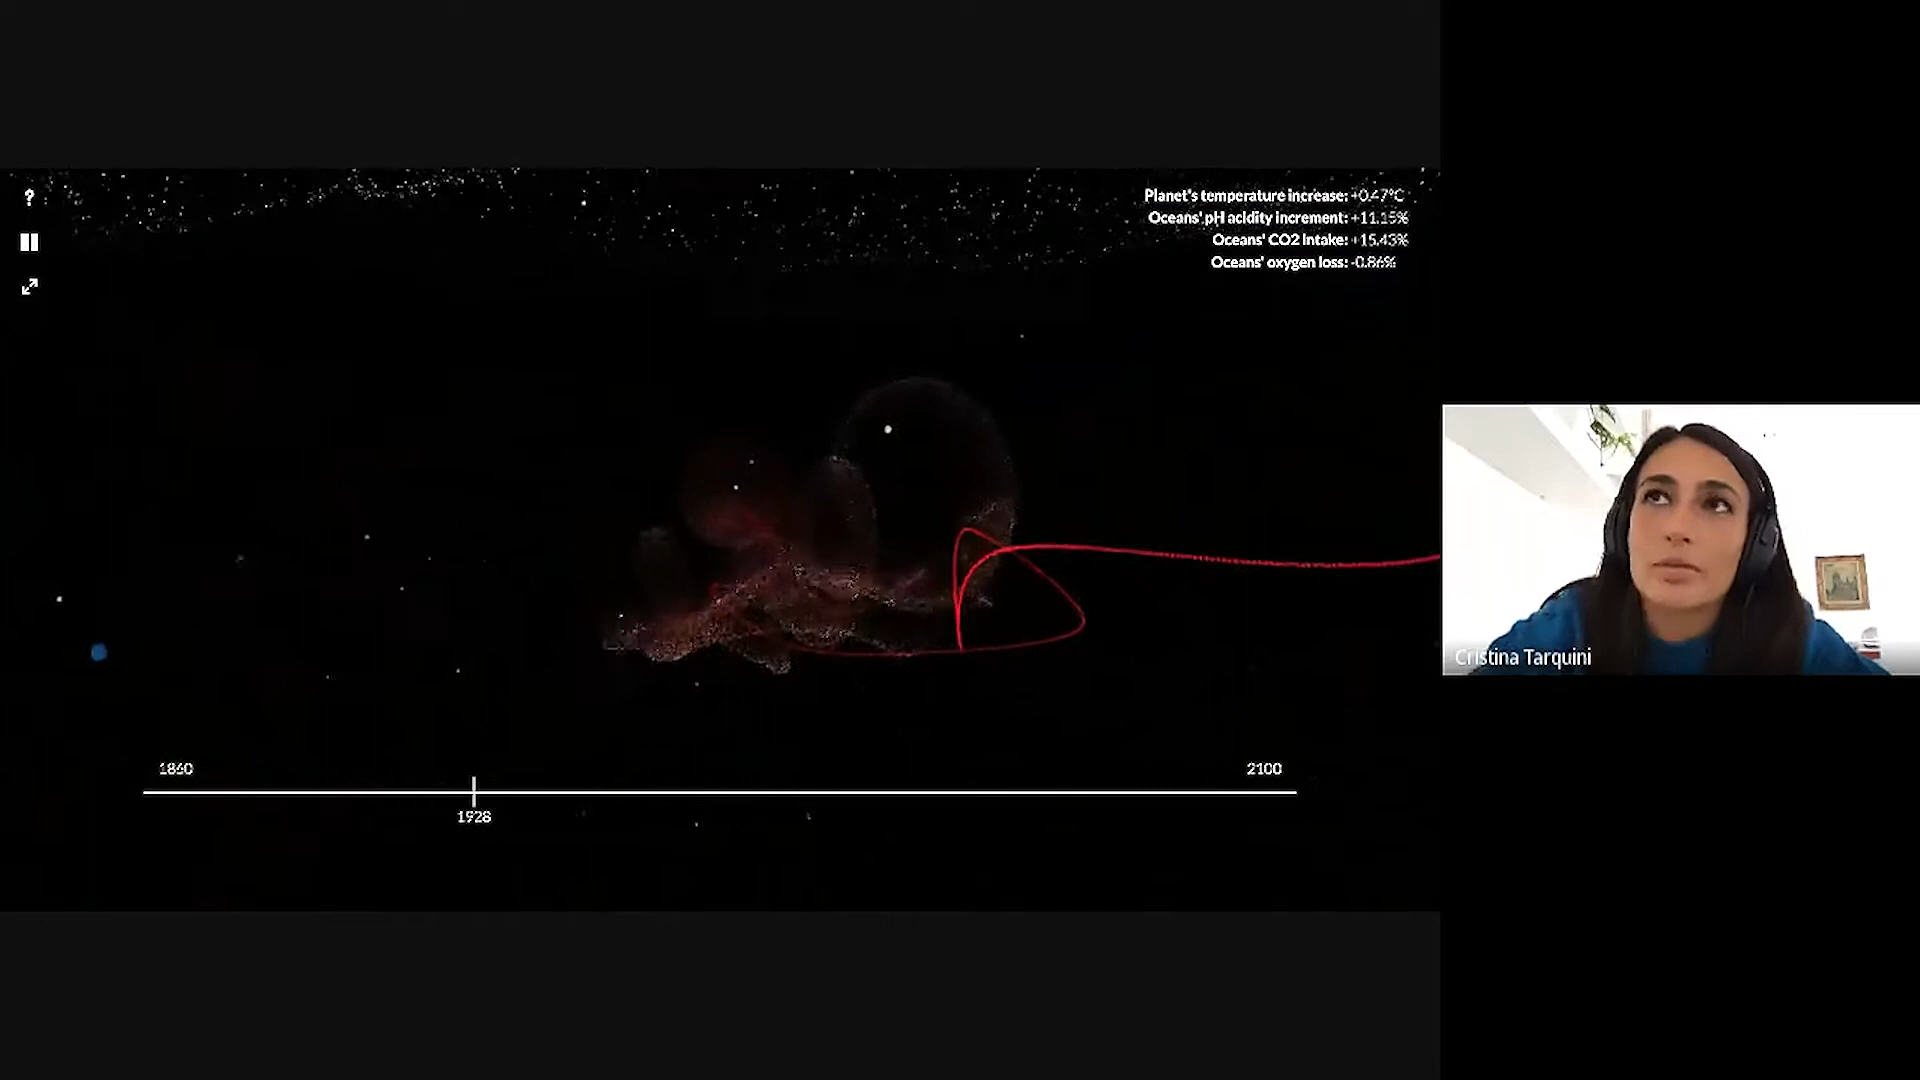 ?
Planet's temperature increase: +0.47°C
Oceans' pH acidity increment: +11.15%
Oceans' CO2 intake: +15.43%
Oceans' oxygen loss: -0.86%
Cristina Tarquini
1860
2100
1928